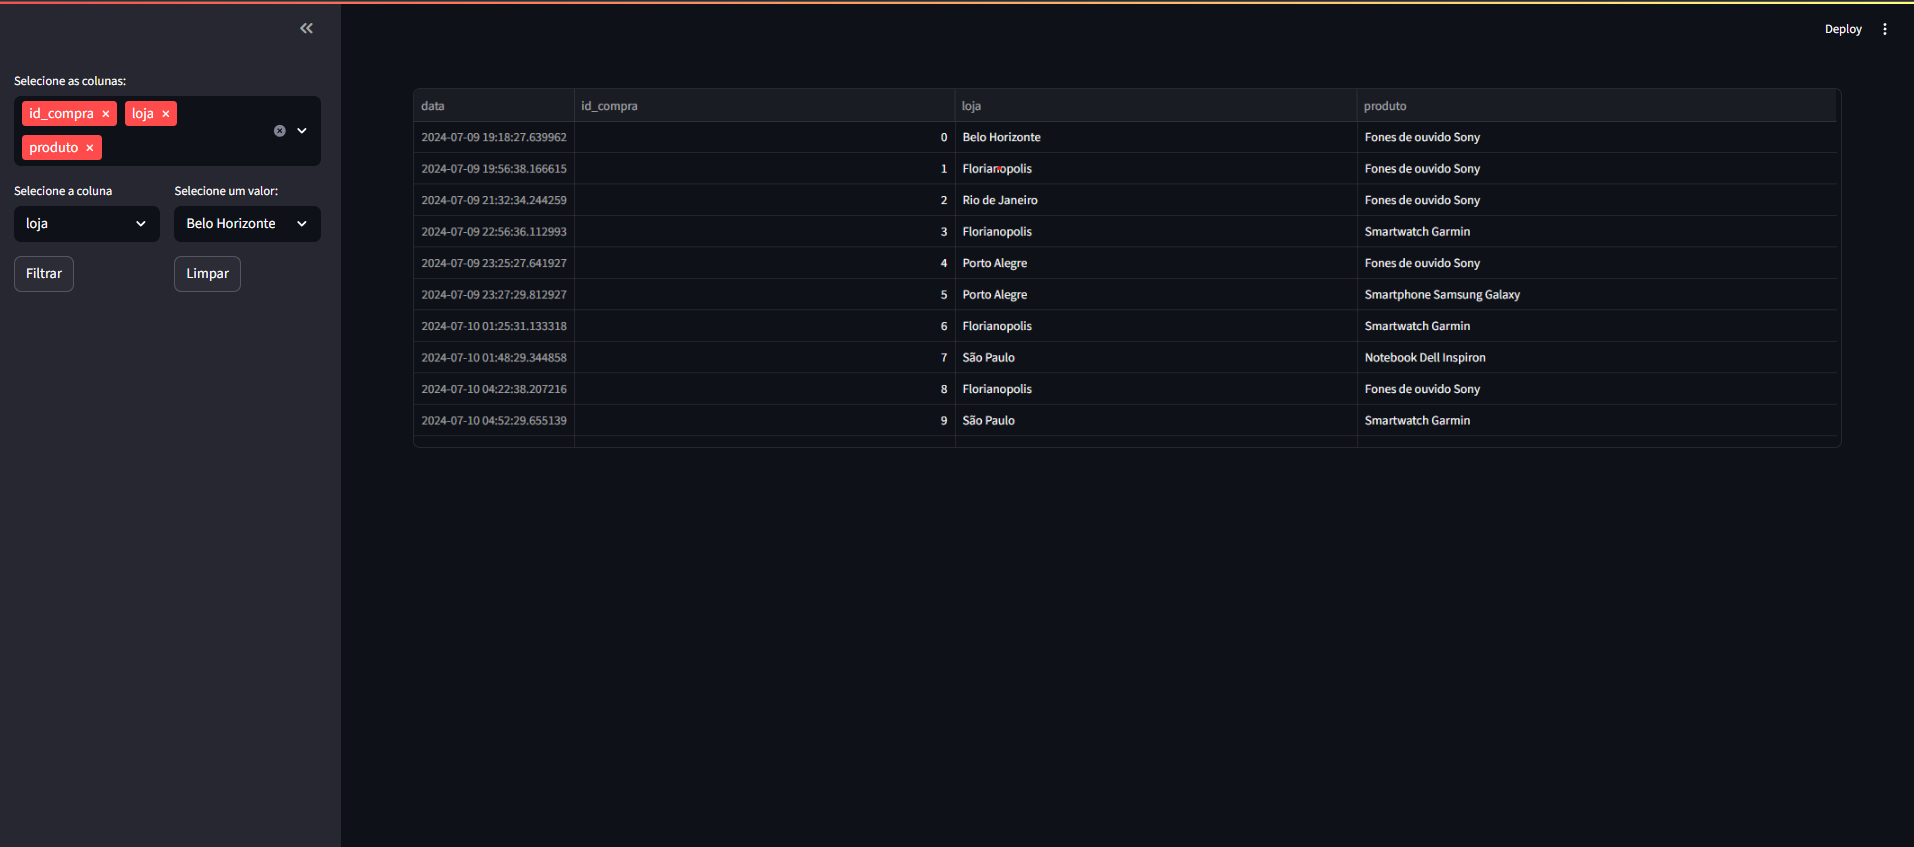 Deploy
Selecione as colunas:
id_compra loja
produto
Selecione a coluna Selecione um valor:
loja Belo Horizonte
Filtrar Limpar
data id_compra loja produto
2024-07-09 19:18:27.639962 0 Belo Horizonte Fones de ouvido Sony
2024-07-09 19:56:38.166615 1 Florianopolis Fones de ouvido Sony
2024-07-09 21:32:34.244259 2 Rio de Janeiro Fones de ouvido Sony
2024-07-09 22:56:36.112993 3 Florianopolis Smartwatch Garmin
2024-07-09 23:25:27.641927 4 Porto Alegre Fones de ouvido Sony
2024-07-09 23:27:29.812927 5 Porto Alegre Smartphone Samsung Galaxy
2024-07-10 01:25:31.133318 6 Florianopolis Smartwatch Garmin
2024-07-10 01:48:29.344858 7 São Paulo Notebook Dell Inspiron
2024-07-10 04:22:38.207216 8 Florianopolis Fones de ouvido Sony
2024-07-10 04:52:29.655139 9 São Paulo Smartwatch Garmin